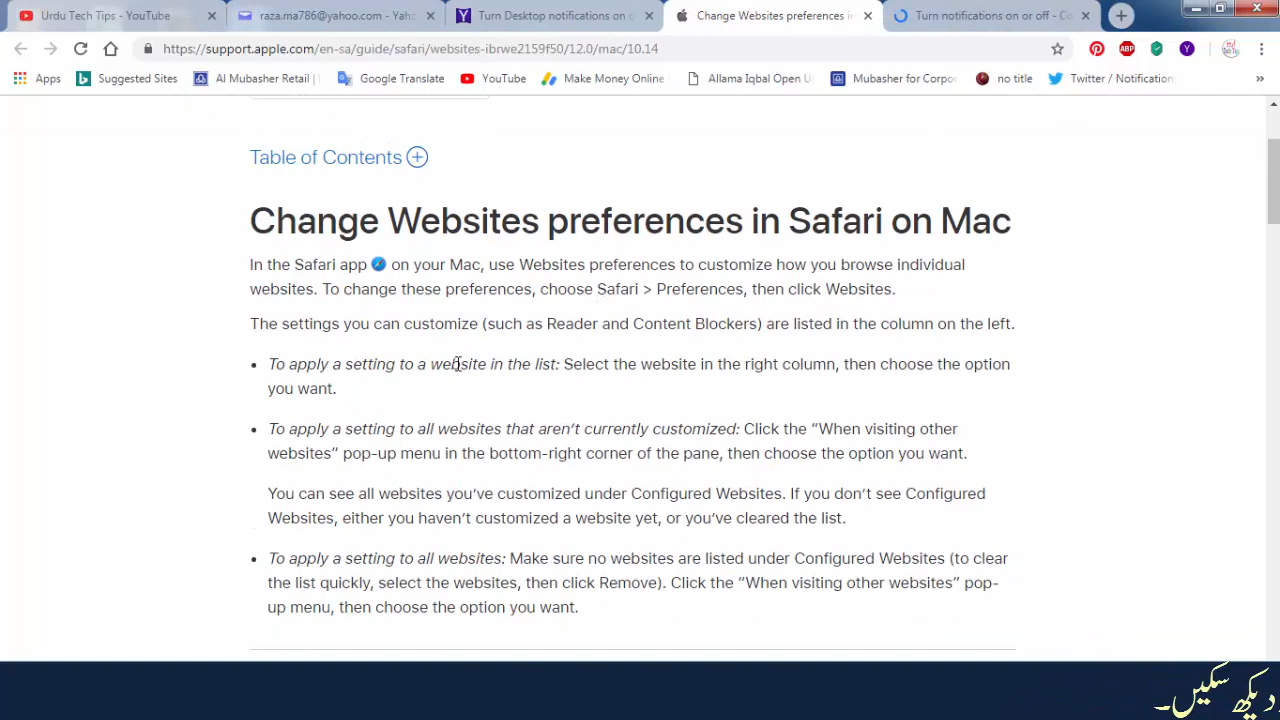 Urdu Tech Tips - YouTube
raza.ma786@yahoo.com - Yaho
Turn Desktop notifications on o
Change Websites preferences in
Turn notifications on or off - Co
https://support.apple.com/en-sa/guide/safari/websites-ibrwe2159f50/12.0/mac/10.14
Apps
Suggested Sites
Al Mubasher Retail |
Google Translate
YouTube
Make Money Online
Allama Iqbal Open U
Mubasher for Corpo
no title
Twitter / Notification
»
Table of Contents
Change Websites preferences in Safari on Mac
In the Safari app on your Mac, use Websites preferences to customize how you browse individual
websites. To change these preferences, choose Safari > Preferences, then click Websites.
The settings you can customize (such as Reader and Content Blockers) are listed in the column on the left.
• To apply a setting to a website in the list: Select the website in the right column, then choose the option
you want.
• To apply a setting to all websites that aren't currently customized: Click the “When visiting other
websites” pop-up menu in the bottom-right corner of the pane, then choose the option you want.
You can see all websites you've customized under Configured Websites. If you don't see Configured
Websites, either you haven't customized a website yet, or you've cleared the list.
• To apply a setting to all websites: Make sure no websites are listed under Configured Websites (to clear
the list quickly, select the websites, then click Remove). Click the “When visiting other websites” pop-
up menu, then choose the option you want.
دیکھ سکیں۔